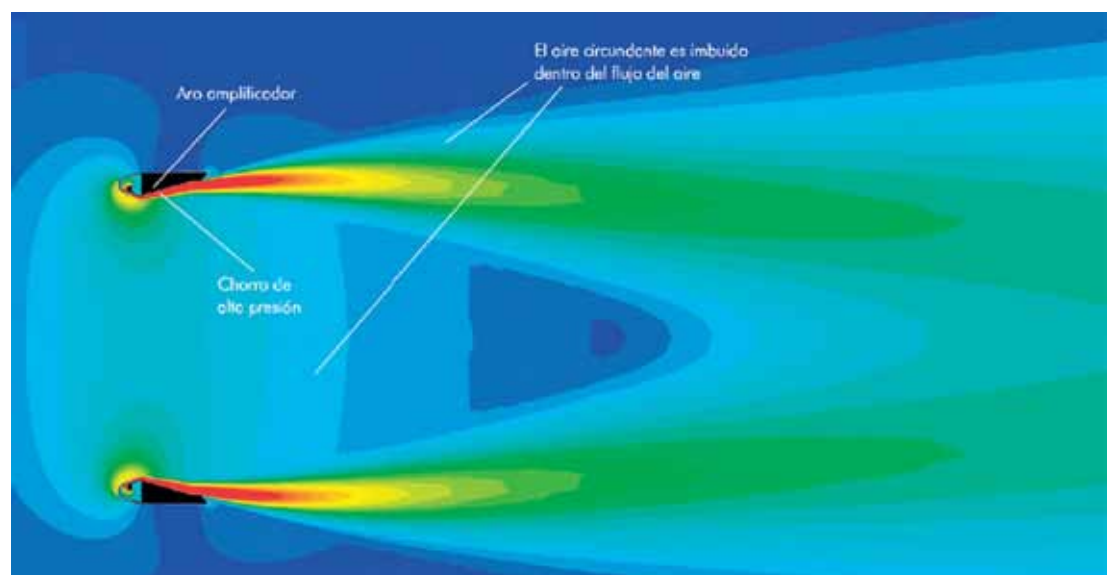 El aire circundante es imbuido
dentro del flujo del aire
Aro amplificador
Chorro de
alta presión